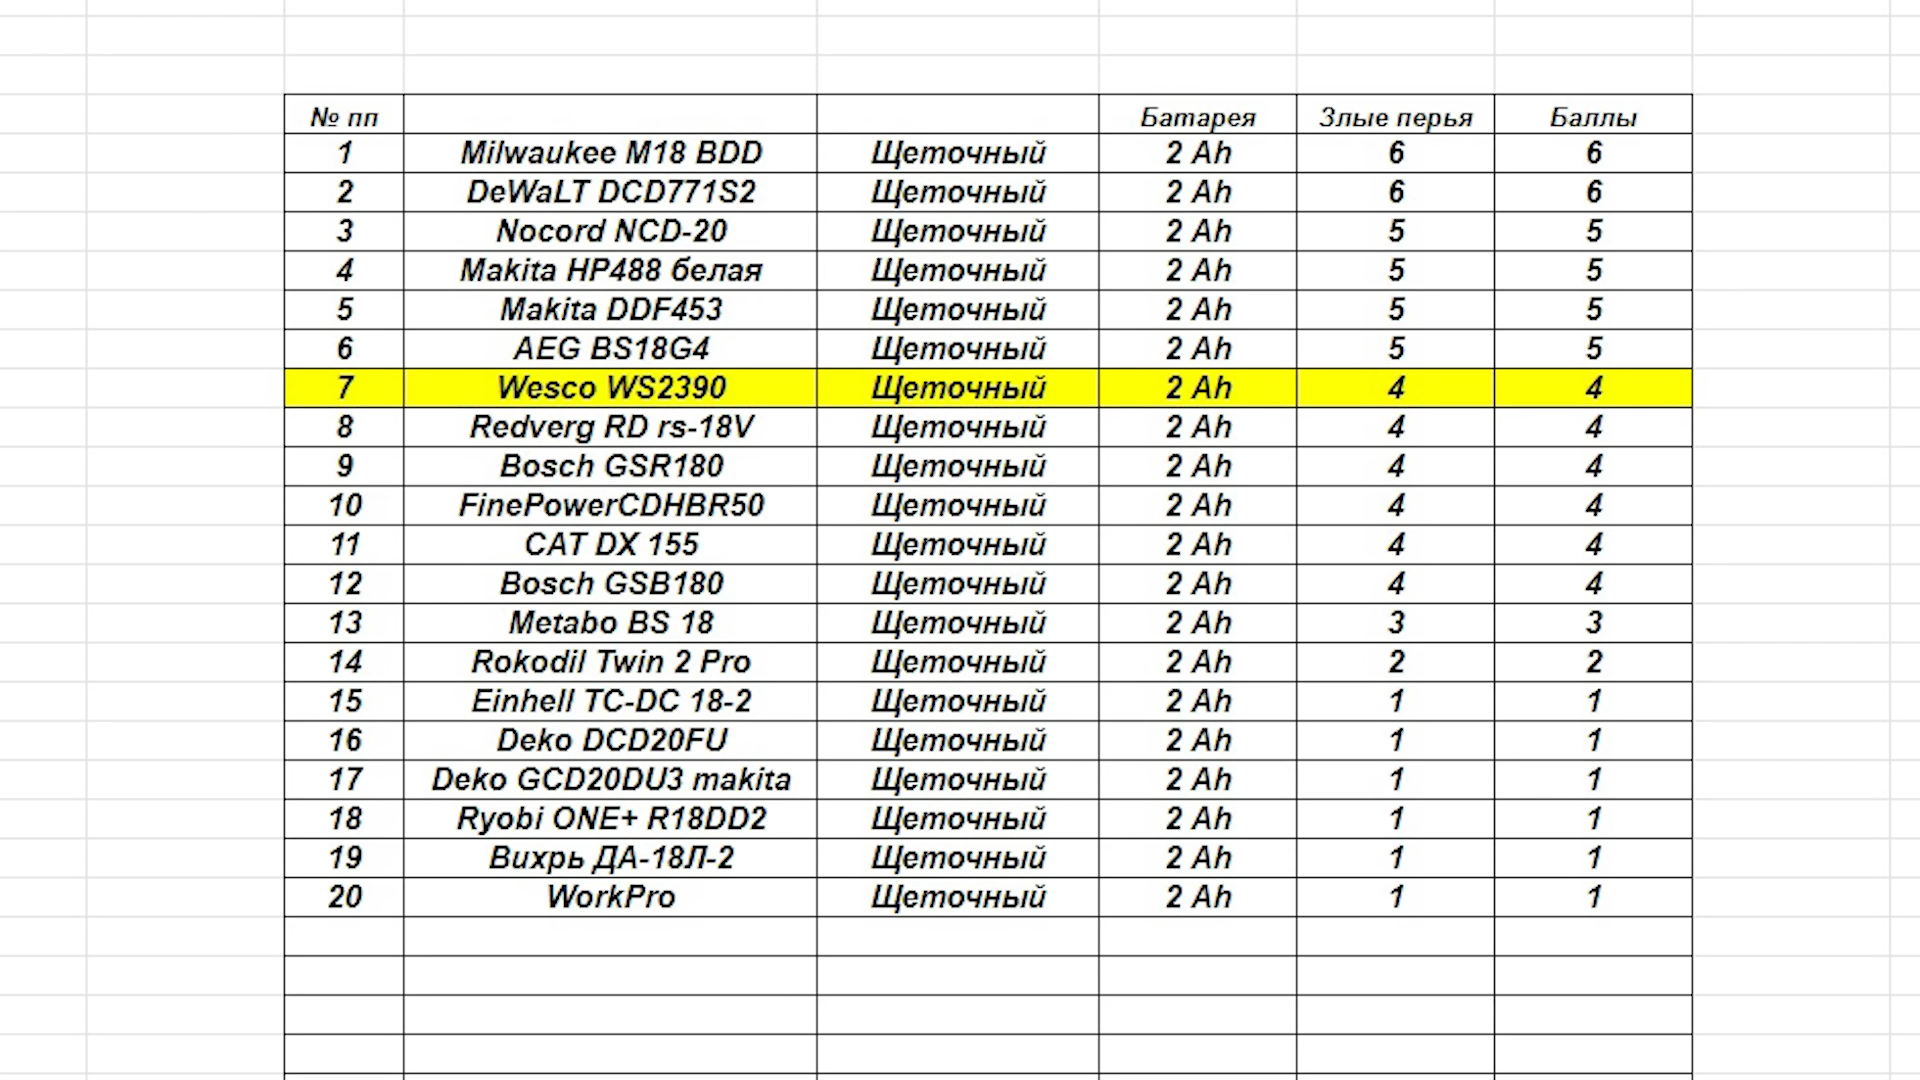 № пп Батарея Злые перья Баллы
1 Milwaukee M18 BDD Щеточный 2 Ah 6 6
2 DeWaLT DCD771S2 Щеточный 2 Ah 6 6
3 Nocord NCD-20 Щеточный 2 Ah 5 5
4 Makita HP488 белая Щеточный 2 Ah 5 5
5 Makita DDF453 Щеточный 2 Ah 5 5
6 AEG BS18G4 Щеточный 2 Ah 5 5
7 Wesco WS2390 Щеточный 2 Ah 4 4
8 Redverg RD rs-18V Щеточный 2 Ah 4 4
9 Bosch GSR180 Щеточный 2 Ah 4 4
10 FinePowerCDHBR50 Щеточный 2 Ah 4 4
11 CAT DX 155 Щеточный 2 Ah 4 4
12 Bosch GSB180 Щеточный 2 Ah 4 4
13 Metabo BS 18 Щеточный 2 Ah 3 3
14 Rokodil Twin 2 Pro Щеточный 2 Ah 2 2
15 Einhell TC-DC 18-2 Щеточный 2 Ah 1 1
16 Deko DCD20FU Щеточный 2 Ah 1 1
17 Deko GCD20DU3 makita Щеточный 2 Ah 1 1
18 Ryobi ONE+ R18DD2 Щеточный 2 Ah 1 1
19 Вихрь ДА-18Л-2 Щеточный 2 Ah 1 1
20 WorkPro Щеточный 2 Ah 1 1